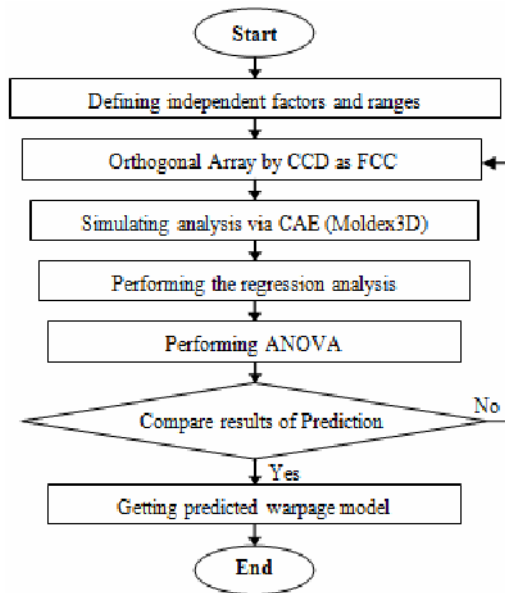 Start
Defining independent factors and ranges
Orthogonal Array by CCD as FCC
Simulating analysis via CAE (Moldex3D)
Performing the regression analysis
Performing ANOVA
Compare results of Prediction
No
Yes
Getting predicted warpage model
End